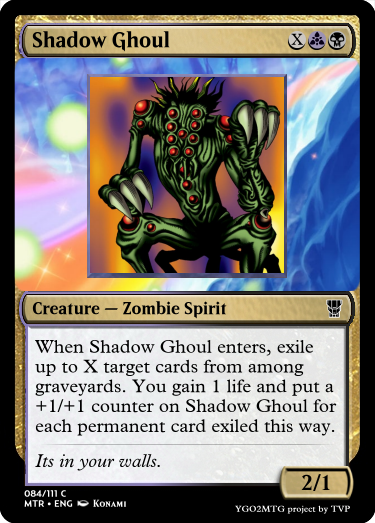 Shadow Ghoul
X
Creature — Zombie Spirit
When Shadow Ghoul enters, exile
up to X target cards from among
graveyards. You gain 1 life and put a
+1/+1 counter on Shadow Ghoul for
each permanent card exiled this way.
Its in your walls.
2/1
084/111 C
MTR • ENG Konami
YGO2MTG project by TVP